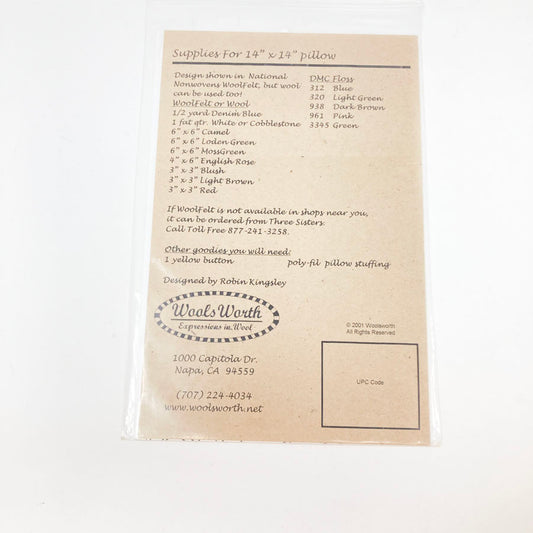 Supplies For 14" x 14" pillow
Design shown in National
Nonwovens WoolFelt, but wool
can be used too!
WoolFelt or Wool
1/2 yard Denim Blue
1 fat qtr. White or Cobblestone
6" x 6" Camel
6" x 6" Loden Green
6" x 6" MossGreen
4" x 6" English Rose
3" x 3" Blush
3" x 3" Light Brown
3" x 3" Red
DMC Floss
312 Blue
320 Light Green
938 Dark Brown
961 Pink
3345 Green
If WoolFelt is not available in shops near you,
it can be ordered from Three Sisters.
Call Toll Free 877-241-3258.
Other goodies you will need:
1 yellow button poly-fil pillow stuffing
Designed by Robin Kingsley
WoolsWorth
Expressions in Wool
1000 Capitola Dr.
Napa, CA 94559
(707) 224-4034
www.woolsworth.net
© 2001 Woolsworth
All Rights Reserved
UPC Code